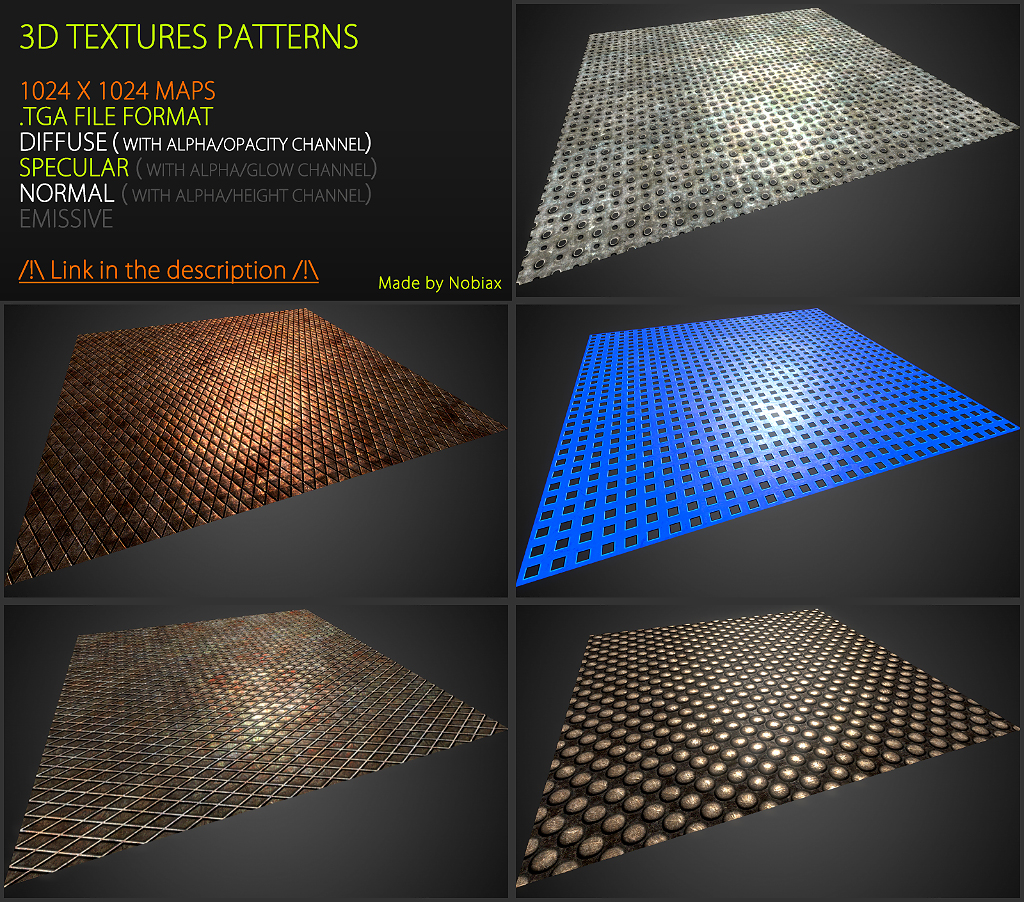 3D TEXTURES PATTERNS
1024 X 1024 MAPS
.TGA FILE FORMAT
DIFFUSE ( WITH ALPHA/OPACITY CHANNEL)
SPECULAR ( WITH ALPHA/GLOW CHANNEL)
NORMAL ( WITH ALPHA/HEIGHT CHANNEL)
EMISSIVE
/!\ Link in the description /!\
Made by Nobiax